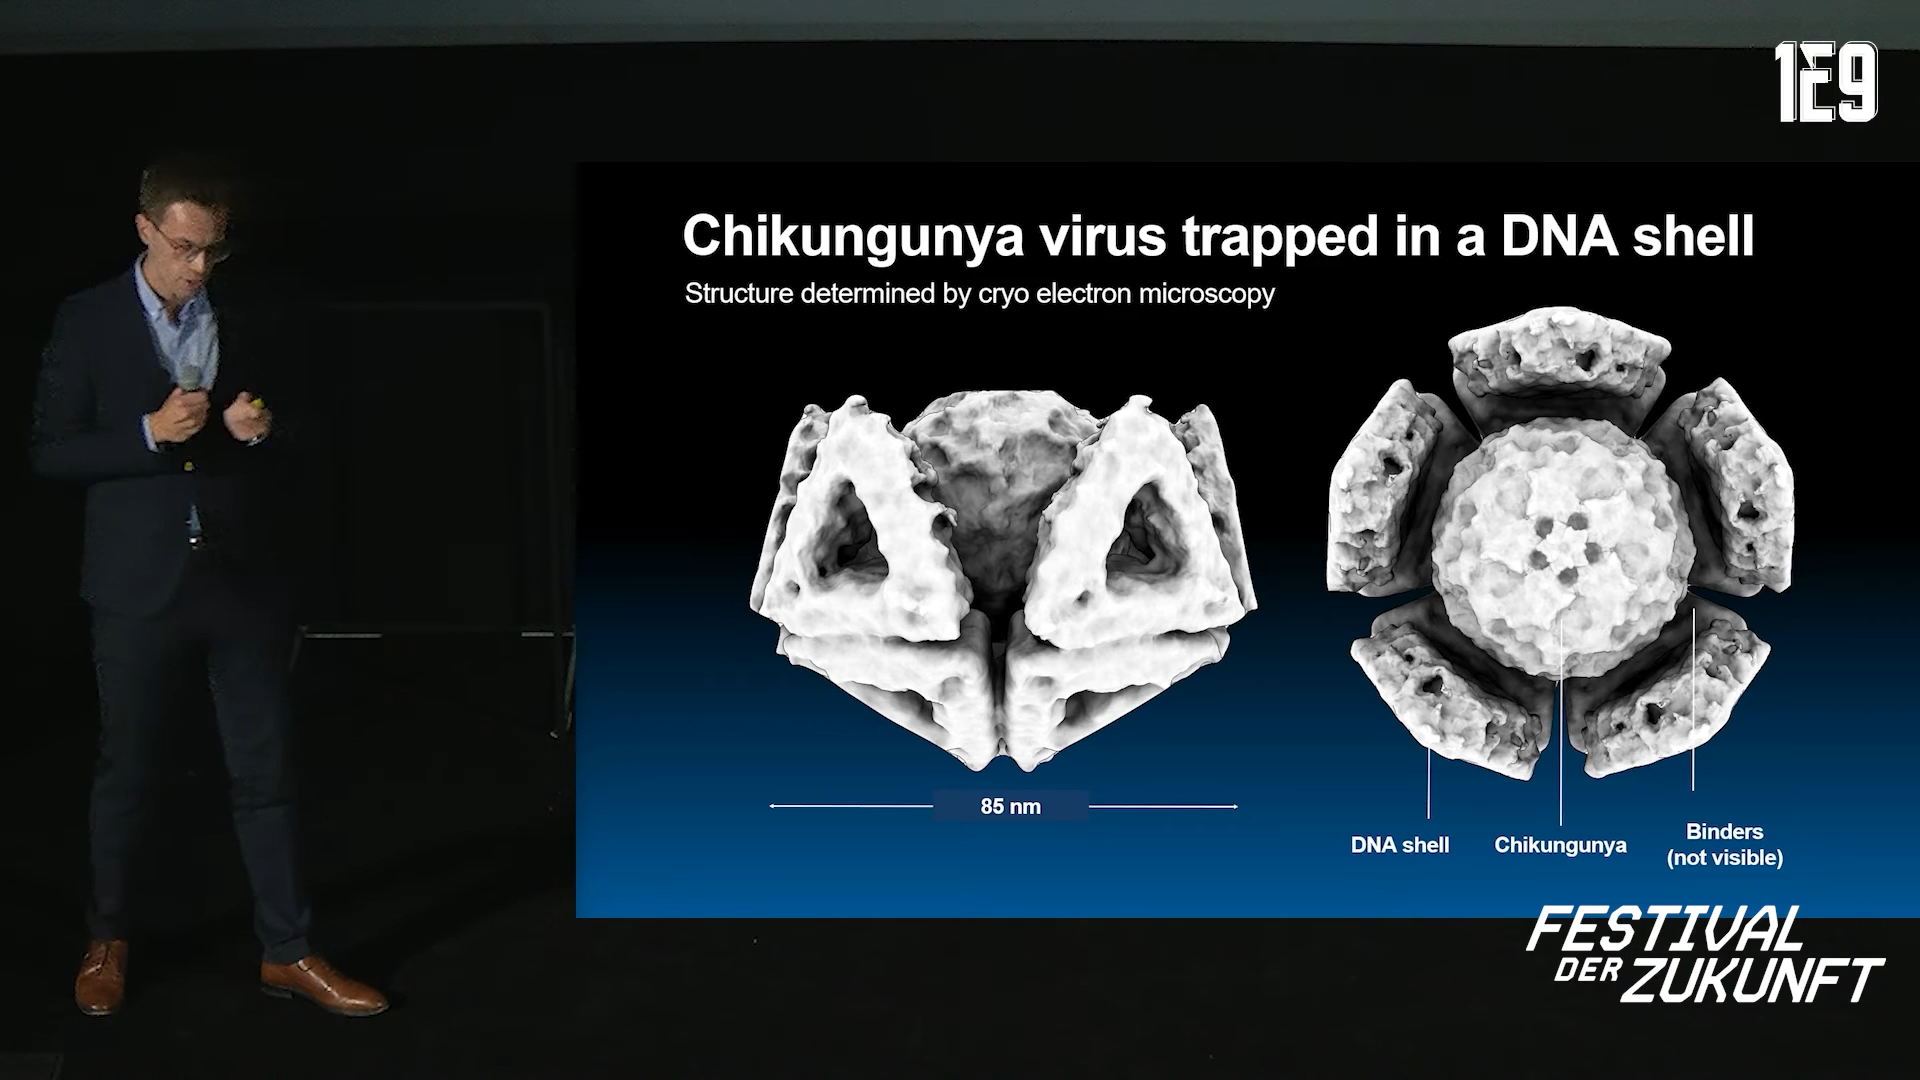 1E9
Chikungunya virus trapped in a DNA shell
Structure determined by cryo electron microscopy
85 nm
DNA shell
Chikungunya
Binders
(not visible)
FESTIVAL
DER ZUKUNFT